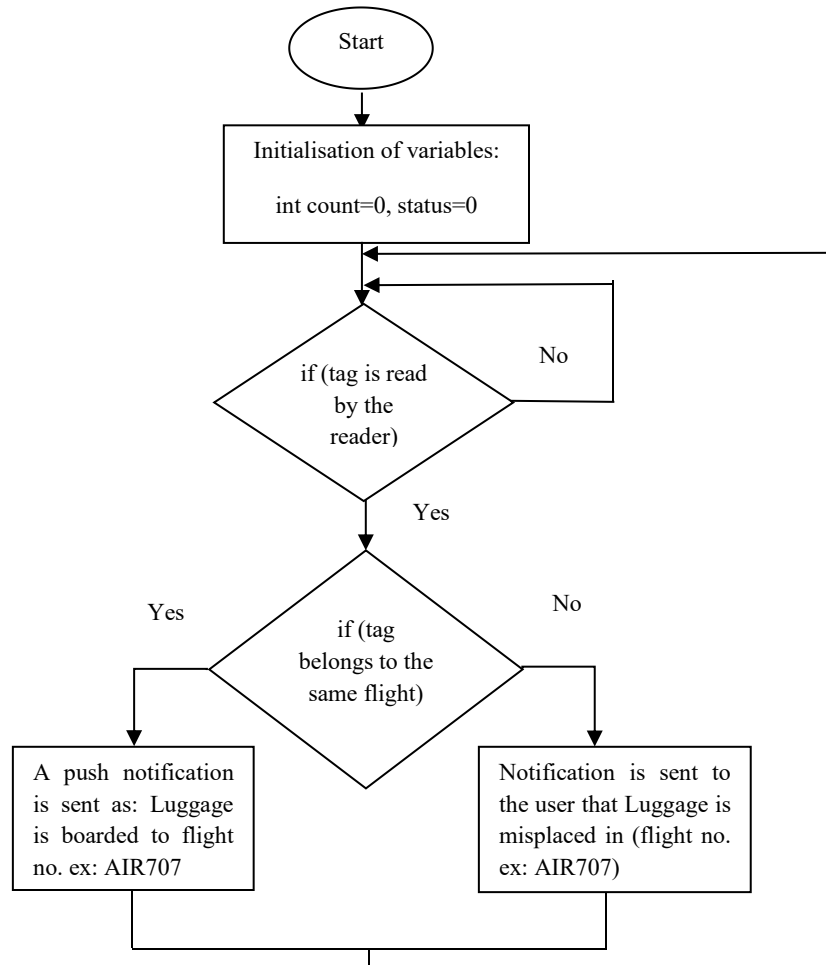 Start
Initialisation of variables:
int count=0, status=0
if (tag is read
by the
reader)
No
Yes
if (tag
belongs to the
same flight)
Yes
No
A push notification
is sent as: Luggage
is boarded to flight
no. ex: AIR707
Notification is sent to
the user that Luggage is
misplaced in (flight no.
ex: AIR707)